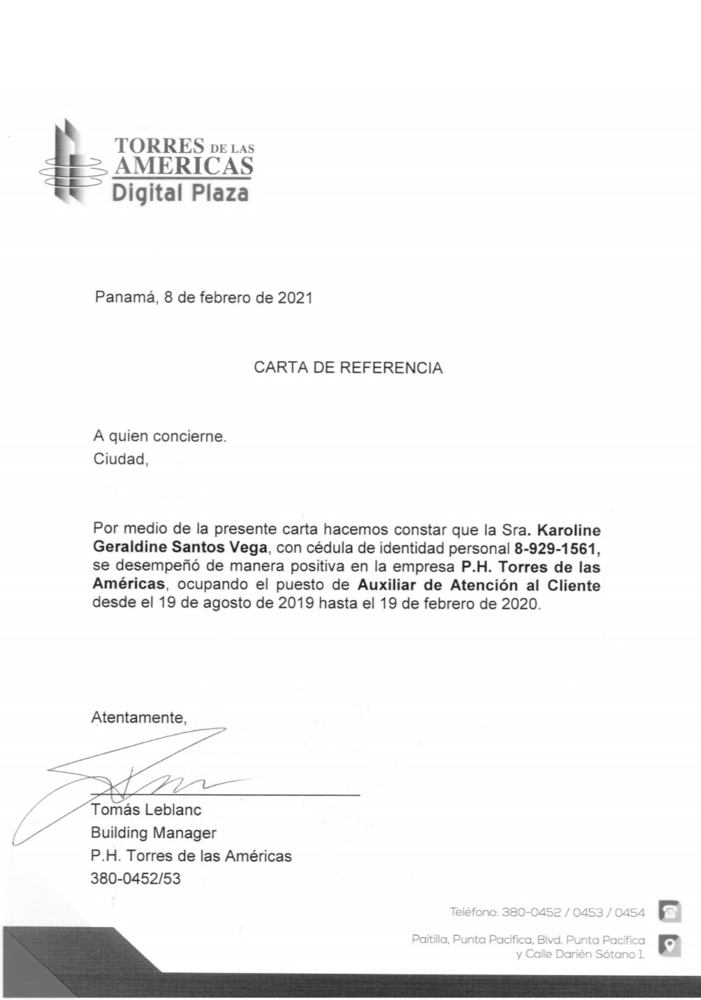 TORRES DE LAS
AMERICAS
Digital Plaza
Panamá, 8 de febrero de 2021
CARTA DE REFERENCIA
A quien concierne.
Ciudad,
Por medio de la presente carta hacemos constar que la Sra. Karoline
Geraldine Santos Vega, con cédula de identidad personal 8-929-1561,
se desempeñó de manera positiva en la empresa P.H. Torres de las
Américas, ocupando el puesto de Auxiliar de Atención al Cliente
desde el 19 de agosto de 2019 hasta el 19 de febrero de 2020.
Atentamente,
Tomás Leblanc
Building Manager
P.H. Torres de las Américas
380-0452/53
Teléfono: 380-0452 / 0453 / 0454
Paitilla, Punta Pacífica, Blvd. Punta Pacífica
y Calle Darién Sótano 1.